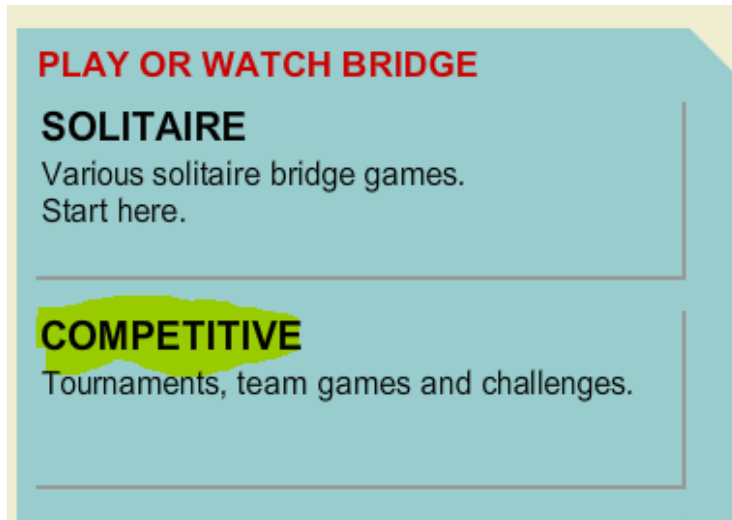 PLAY OR WATCH BRIDGE
SOLITAIRE
Various solitaire bridge games.
Start here.
COMPETITIVE
Tournaments, team games and challenges.